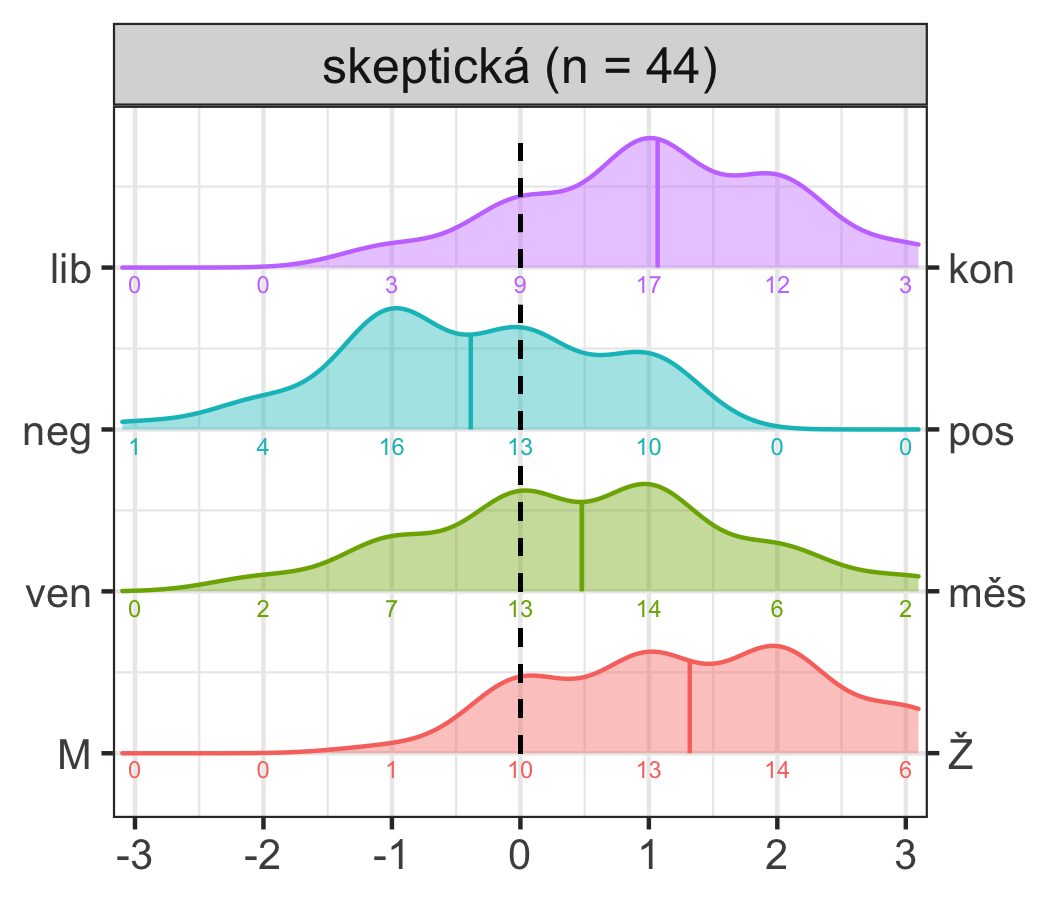 skeptická (n = 44)
lib kon
0 0 3 9 17 12 3
neg pos
1 4 16 13 10 0 0
ven měs
0 2 7 13 14 6 2
M Ž
0 0 1 10 13 14 6
-3 -2 -1 0 1 2 3